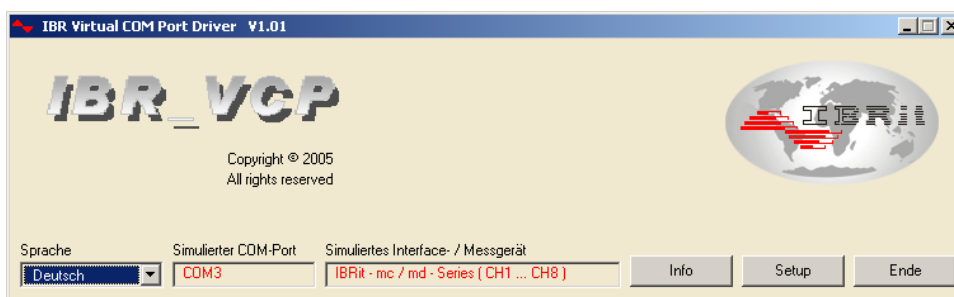 IBR Virtual COM Port Driver V1.01
IBR_VCP
IBRit
Copyright © 2005
All rights reserved
Sprache
Simulierter COM-Port
Simuliertes Interface- / Messgerät
Deutsch
COM3
IBRit - mc / md - Series ( CH1 ... CH8 )
Info
Setup
Ende